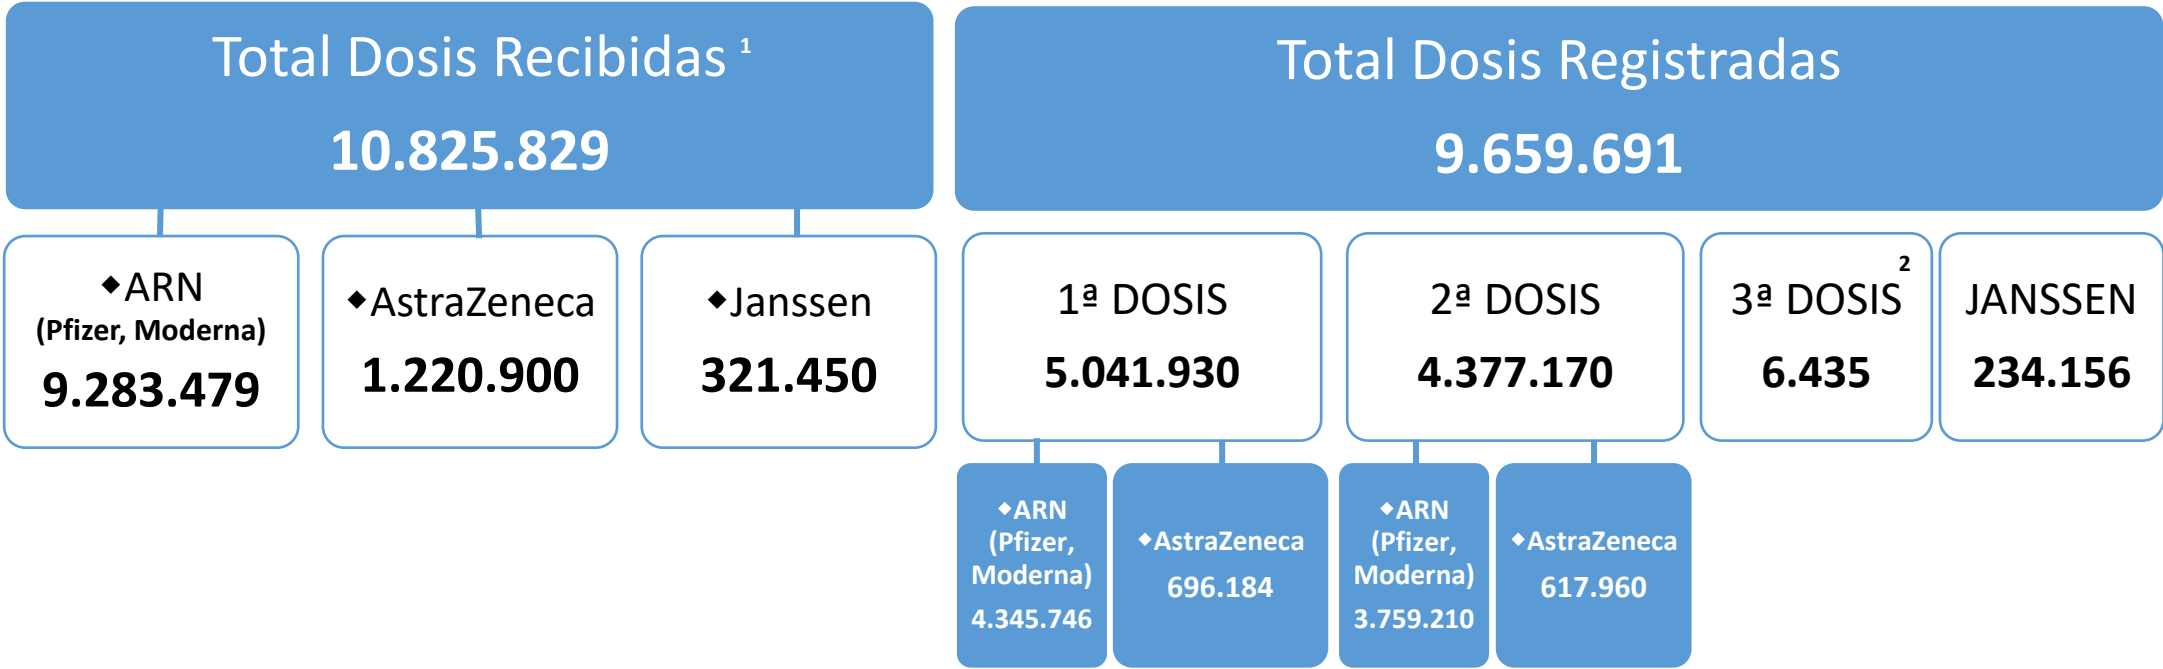 Total Dosis Recibidas 1
10.825.829
◆ARN
(Pfizer, Moderna)
9.283.479
◆AstraZeneca
1.220.900
◆Janssen
321.450
Total Dosis Registradas
9.659.691
1ª DOSIS
5.041.930
2ª DOSIS
4.377.170
3ª DOSIS 2
6.435
JANSSEN
234.156
◆ARN
(Pfizer,
Moderna)
4.345.746
◆AstraZeneca
696.184
◆ARN
(Pfizer,
Moderna)
3.759.210
◆AstraZeneca
617.960